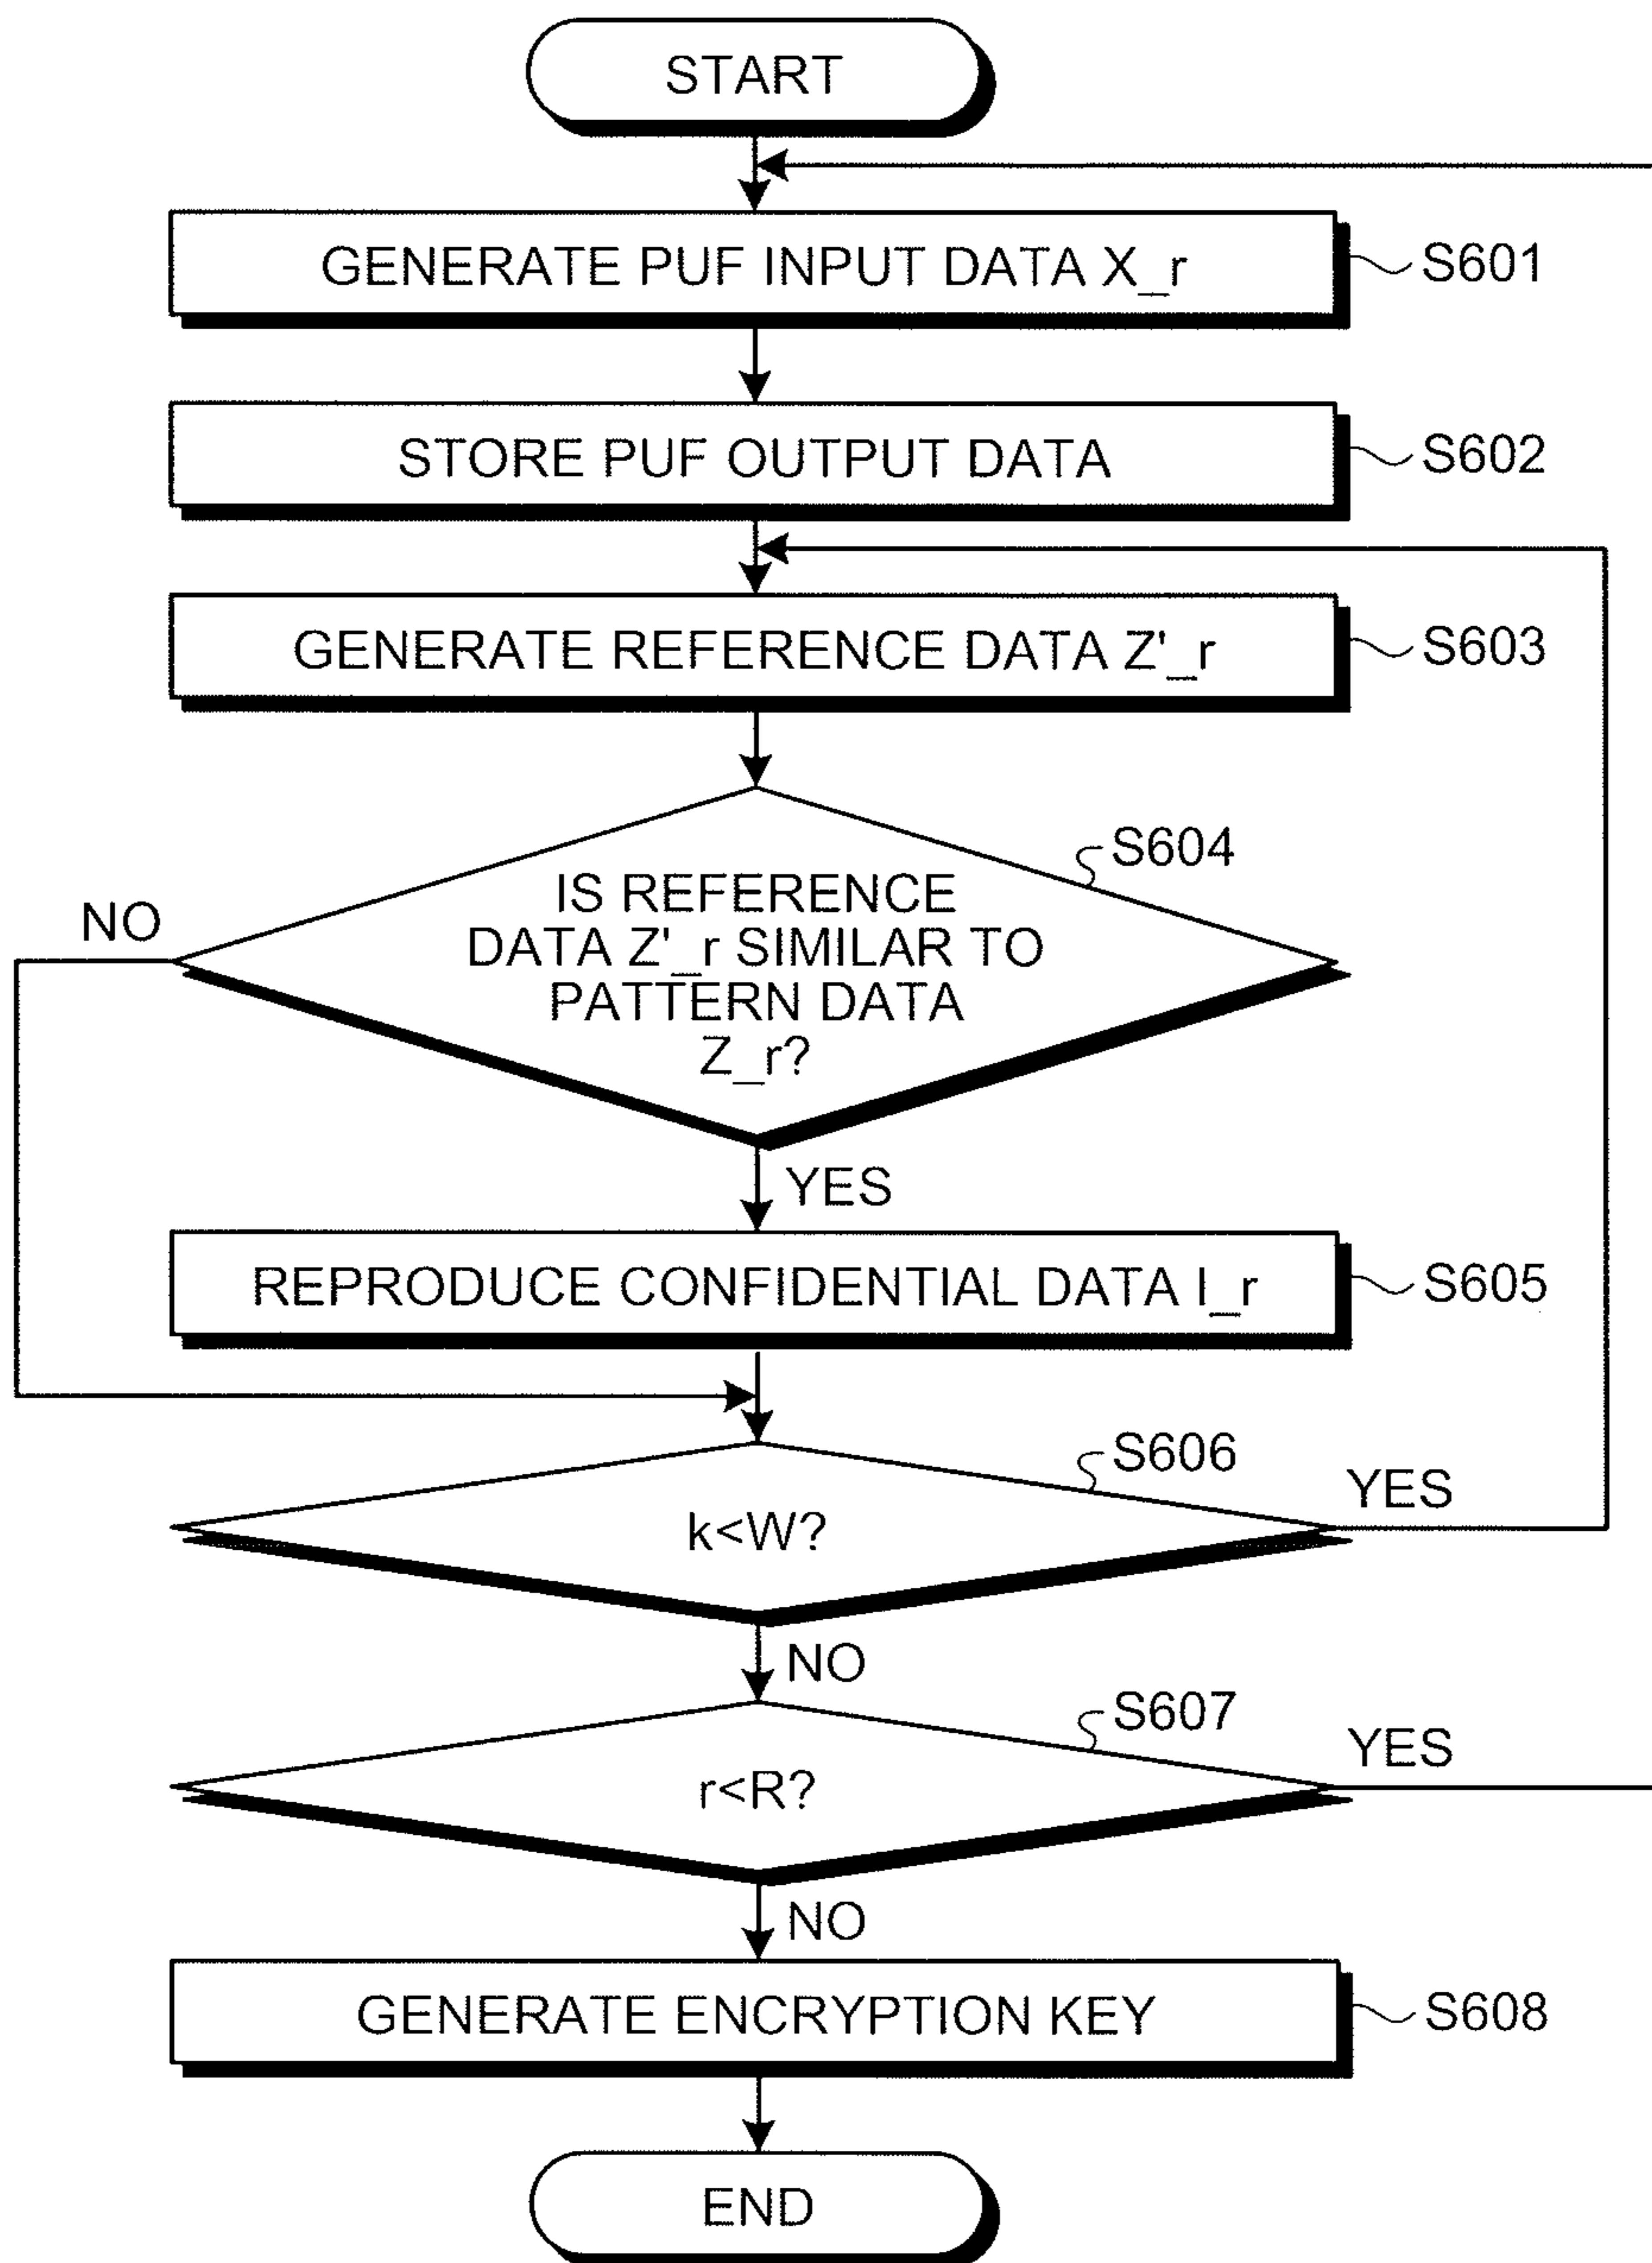 START
GENERATE PUF INPUT DATA X_r
S601
STORE PUF OUTPUT DATA
S602
GENERATE REFERENCE DATA Z'_r
S603
S604
IS REFERENCE
DATA Z'_r SIMILAR TO
PATTERN DATA
Z_r?
NO
YES
REPRODUCE CONFIDENTIAL DATA I_r
S605
S606
k<W?
YES
NO
S607
r<R?
YES
NO
GENERATE ENCRYPTION KEY
S608
END